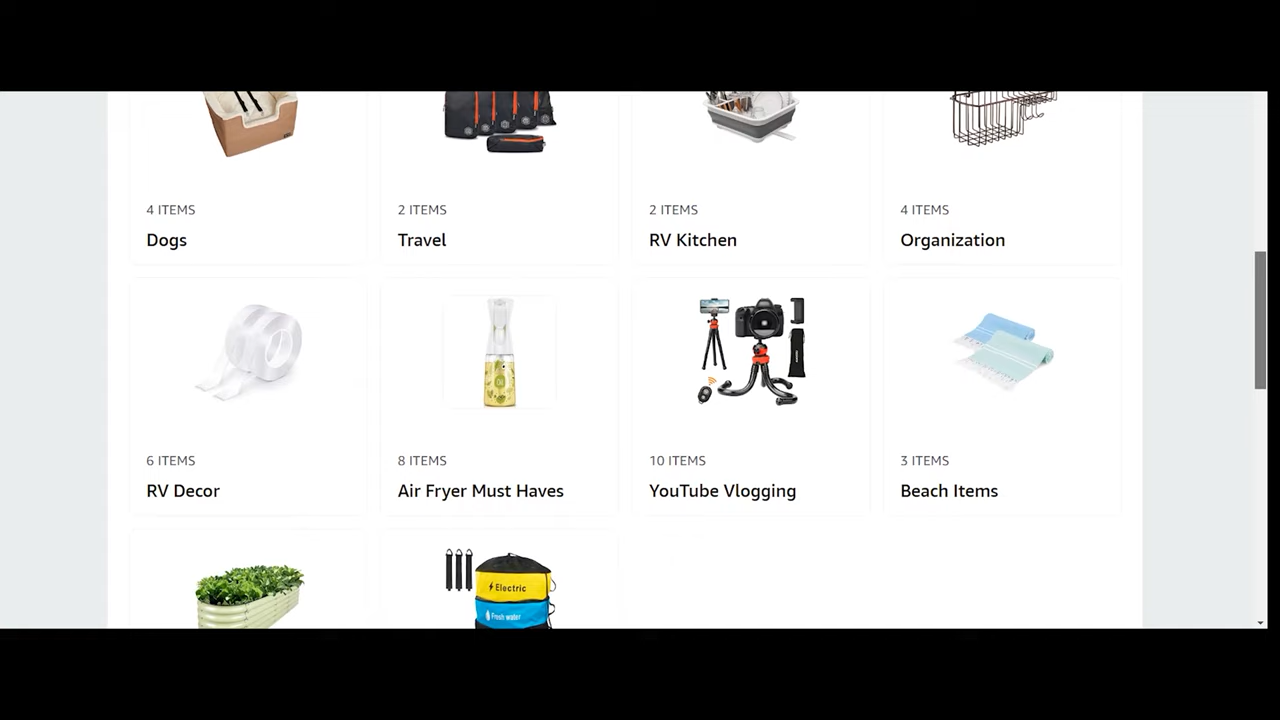 4 ITEMS
Dogs
2 ITEMS
Travel
2 ITEMS
RV Kitchen
4 ITEMS
Organization
6 ITEMS
RV Decor
8 ITEMS
Air Fryer Must Haves
10 ITEMS
YouTube Vlogging
3 ITEMS
Beach Items
Electric
Fresh water